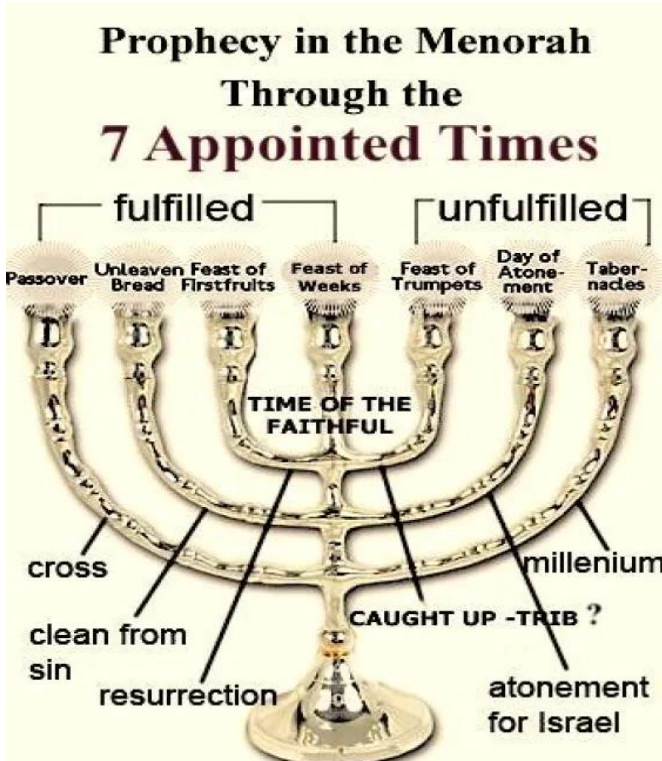 Prophecy in the Menorah
Through the
7 Appointed Times
fulfilled
unfulfilled
Passover
Unleaven
Bread
Feast of
Firstfruits
Feast of
Weeks
Feast of
Trumpets
Day of
Atone-
ment
Taber-
nacles
TIME OF THE
FAITHFUL
cross
millenium
clean from
sin
CAUGHT UP -TRIB ?
resurrection
atonement
for Israel